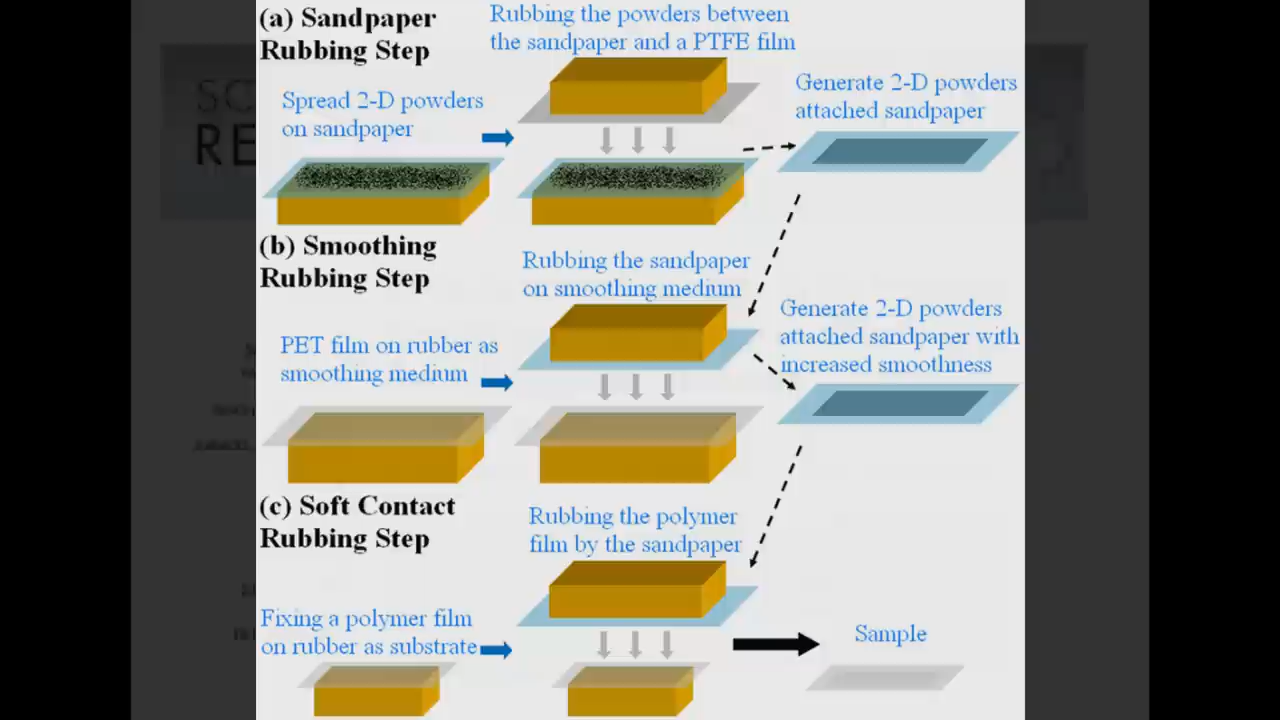 (a) Sandpaper
Rubbing Step
Rubbing the powders between
the sandpaper and a PTFE film
Spread 2-D powders
on sandpaper
Generate 2-D powders
attached sandpaper
(b) Smoothing
Rubbing Step
Rubbing the sandpaper
on smoothing medium
PET film on rubber as
smoothing medium
Generate 2-D powders
attached sandpaper with
increased smoothness
(c) Soft Contact
Rubbing Step
Rubbing the polymer
film by the sandpaper
Fixing a polymer film
on rubber as substrate
Sample